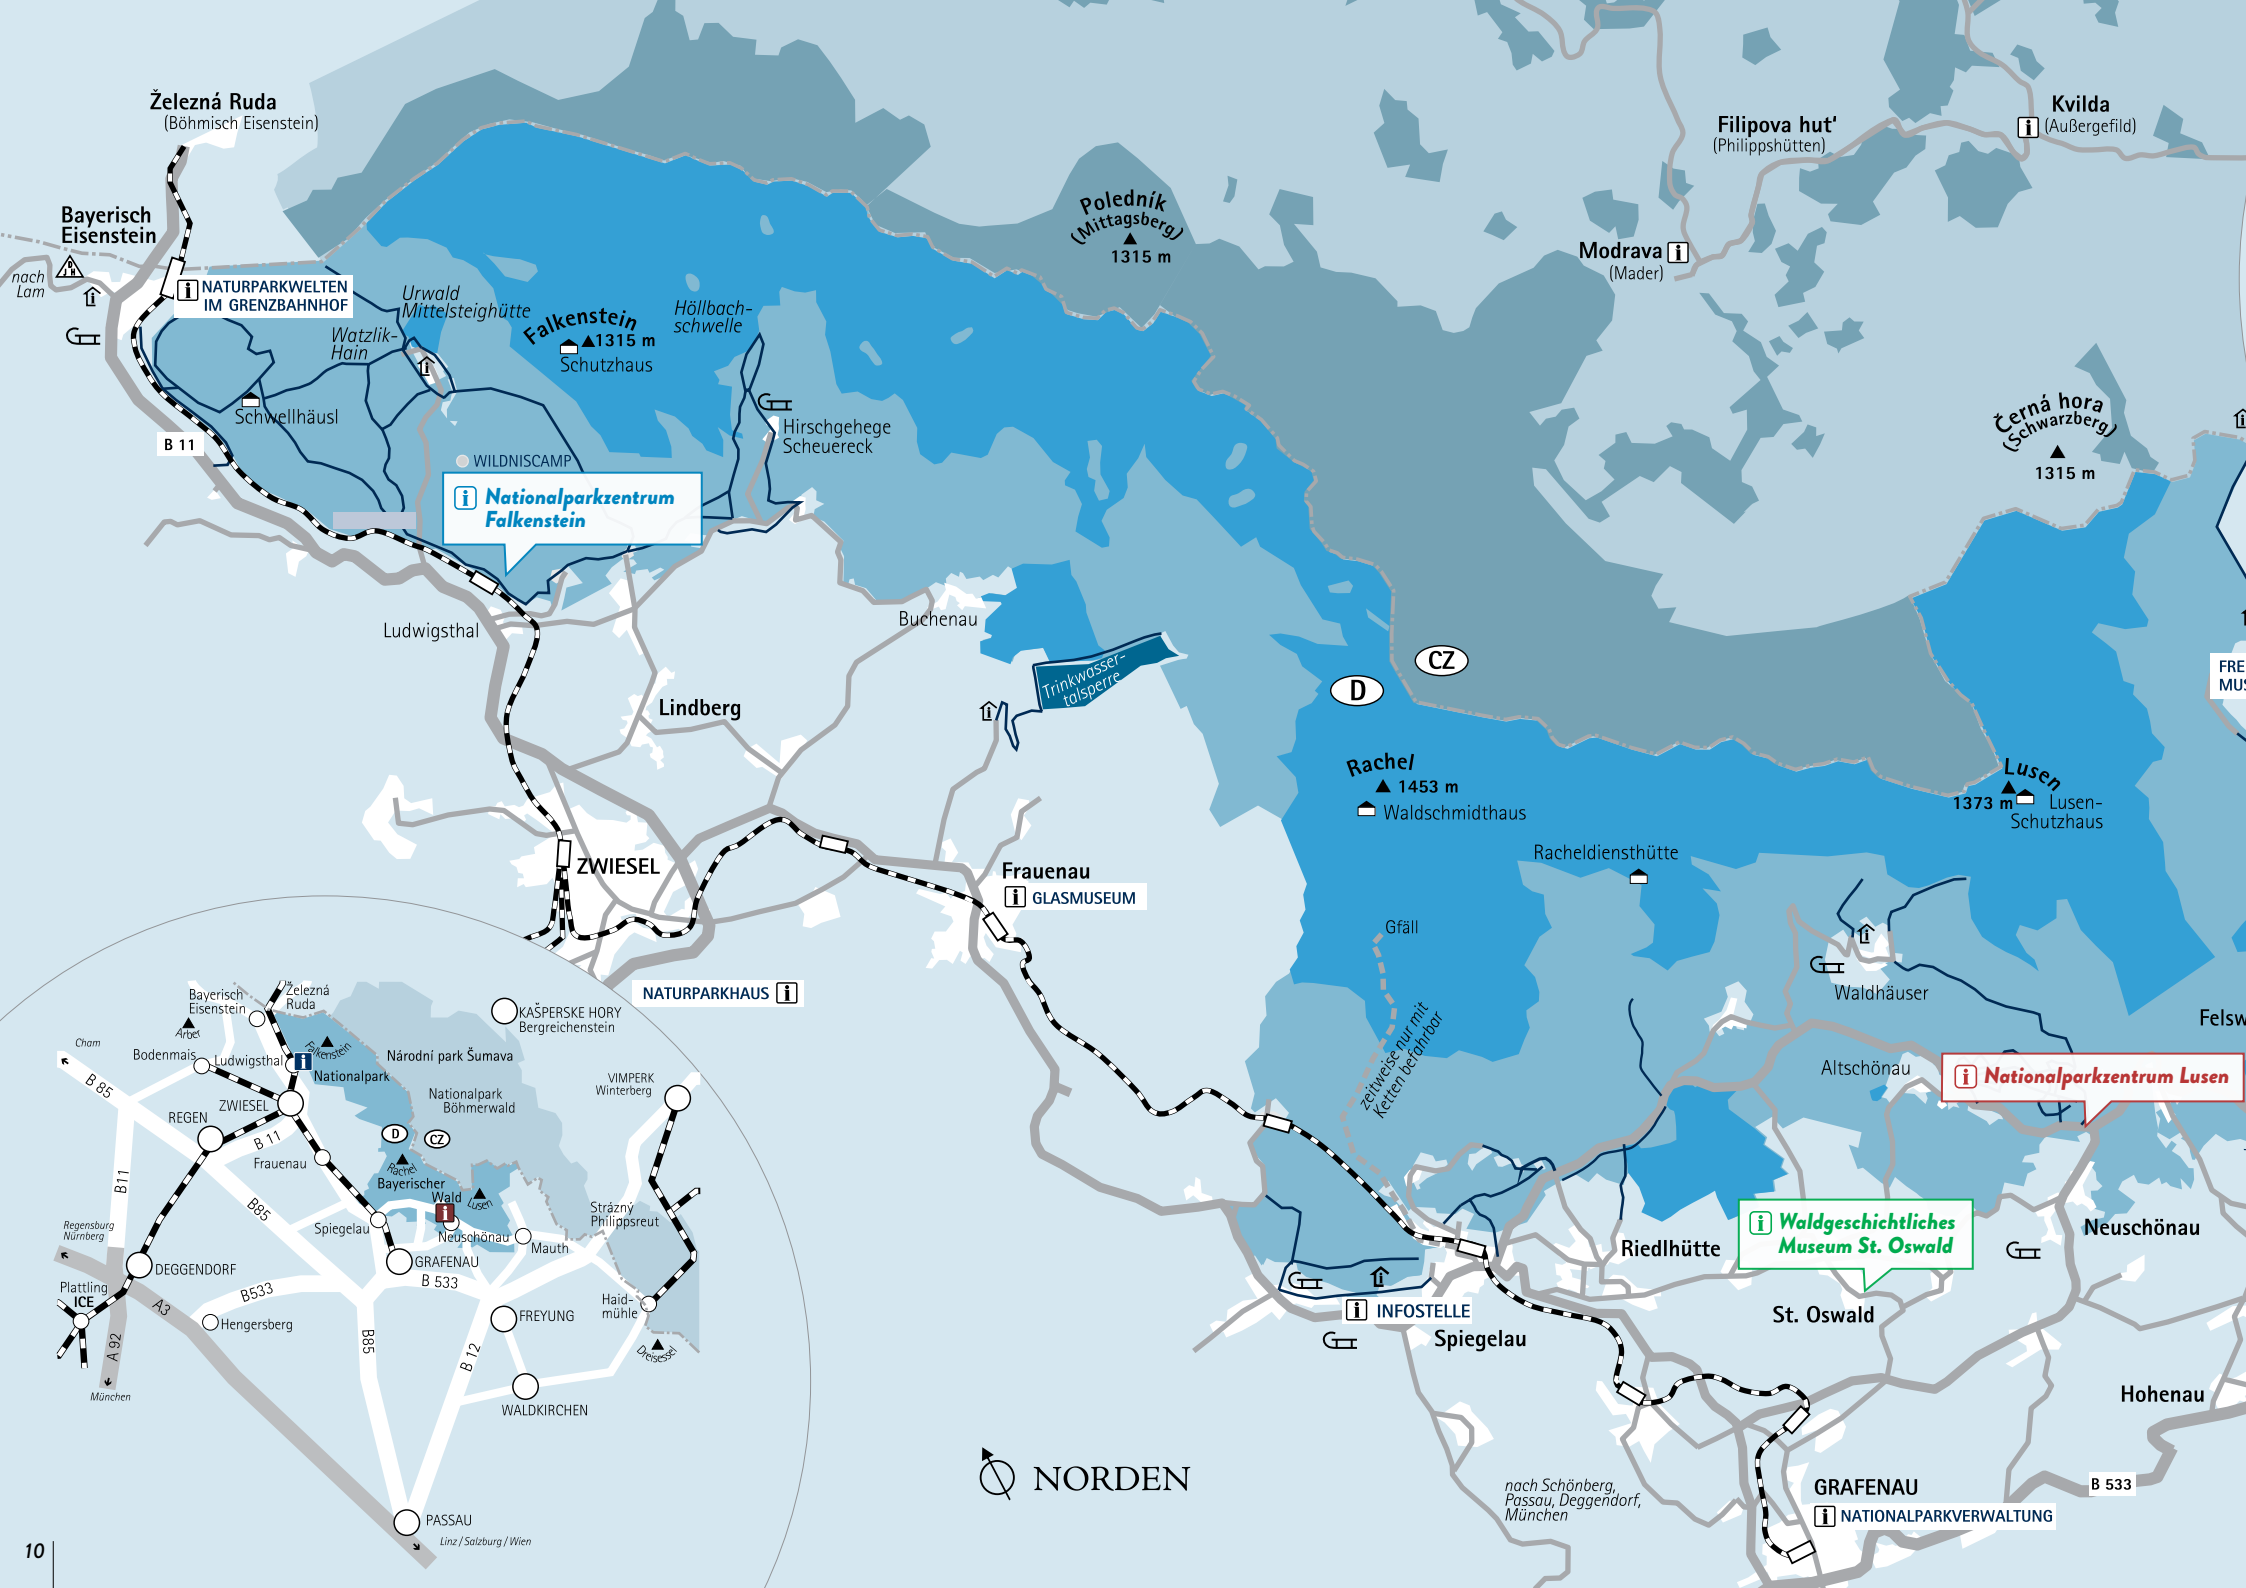 Železná Ruda
(Böhmisch Eisenstein)
Bayerisch
Eisenstein
D
J H
nach
Lam
NATURPARKWELTEN
IM GRENZBAHNHOF
Urwald
Mittelsteighütte
Watzlik-
Hain
Schwellhäusl
B 11
Falkenstein
1315 m
Schutzhaus
Höllbach-
schwelle
Hirschgehege
Scheuereck
WILDNISCAMP
Nationalparkzentrum
Falkenstein
Ludwigsthal
Buchenau
Lindberg
Trinkwasser-
talsperre
ZWIESEL
Frauenau
GLASMUSEUM
NATURPARKHAUS
Poledník
(Mittagsberg)
1315 m
Filipova hut'
(Philippshütten)
Kvilda
(Außergefild)
Modrava
(Mader)
Černá hora
(Schwarzberg)
1315 m
CZ
D
FRE
MUS
Rachel
1453 m
Waldschmidthaus
Lusen
1373 m
Lusen-
Schutzhaus
Racheldiensthütte
Gfäll
zeitweise nur mit
Ketten befahrbar
Waldhäuser
Altschönau
Felsw
Nationalparkzentrum Lusen
Neuschönau
Waldgeschichtliches
Museum St. Oswald
Riedlhütte
St. Oswald
INFOSTELLE
Spiegelau
Hohenau
B 533
GRAFENAU
NATIONALPARKVERWALTUNG
nach Schönberg,
Passau, Deggendorf,
München
NORDEN
Bayerisch
Eisenstein
Železná
Ruda
Arber
Cham
Bodenmais
Ludwigsthal
Falkenstein
Nationalpark
KAŠPERSKE HORY
Bergreichenstein
Národní park Šumava
Nationalpark
Böhmerwald
VIMPERK
Winterberg
B 85
ZWIESEL
REGEN
B 11
Frauenau
D
CZ
Rachel
Bayerischer
Wald
Lusen
B11
B85
Spiegelau
Neuschönau
Mauth
Strázný
Philippsreut
Regensburg
Nürnberg
DEGGENDORF
GRAFENAU
B 533
Plattling
ICE
A3
B533
Hengersberg
A 92
München
B85
B 12
FREYUNG
Haid-
mühle
Dreisessel
WALDKIRCHEN
PASSAU
Linz / Salzburg / Wien
10